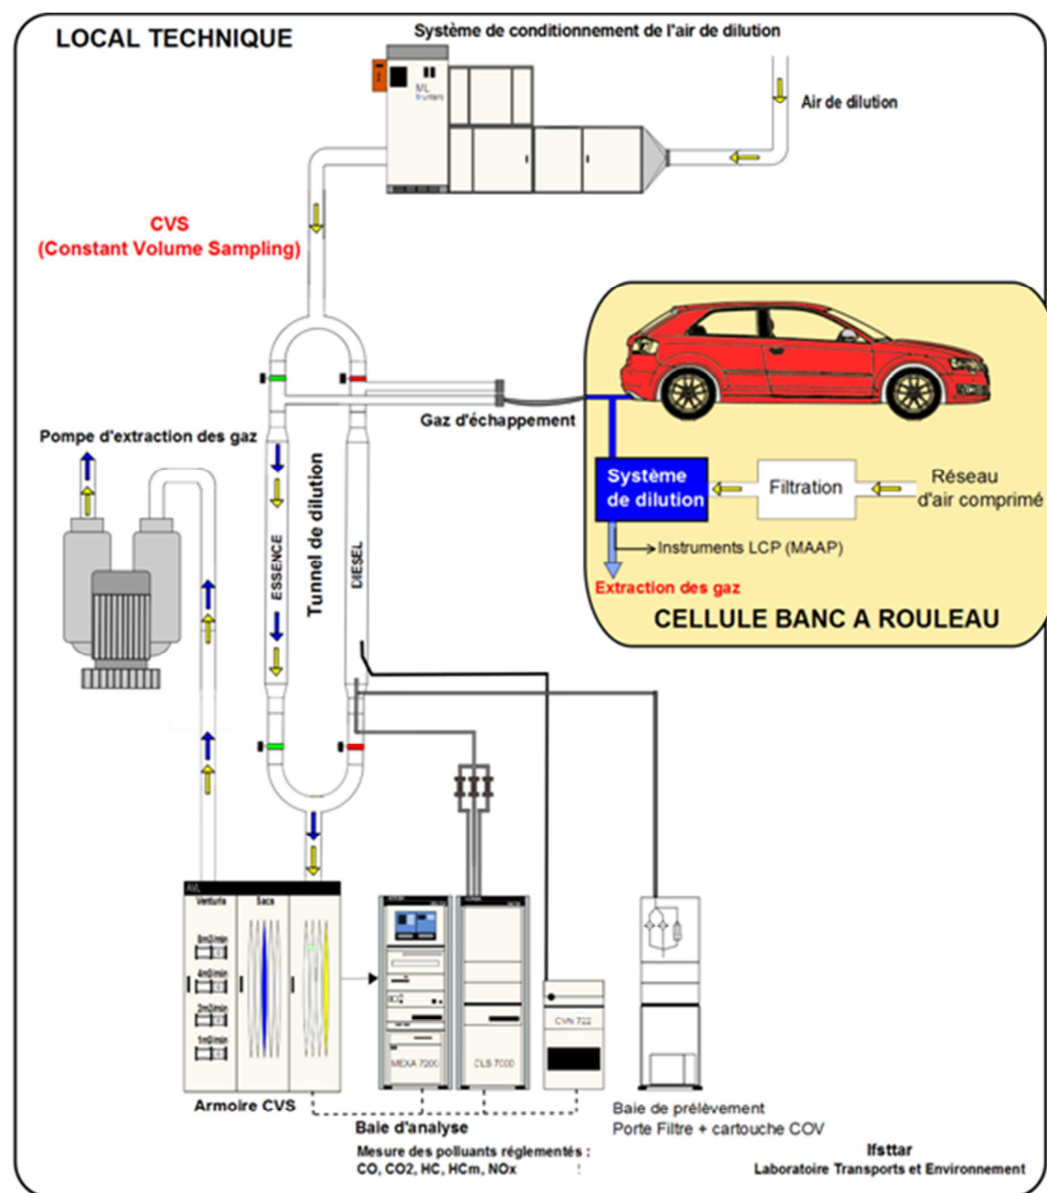 LOCAL TECHNIQUE
Système de conditionnement de l'air de dilution
ML
Air de dilution
CVS
(Constant Volume Sampling)
Gaz d'échappement
Pompe d'extraction des gaz
Système
de dilution
Filtration
Réseau
d'air comprimé
Instruments LCP (MAAP)
Extraction des gaz
CELLULE BANC A ROULEAU
ESSENCE
Tunnel de dilution
DIESEL
AVL
Venturis
Sacs
8m3/min
4m3/min
2m3/min
1m3/min
MEXA 7200
DLS 7000
CVN 722
Armoire CVS
Baie d'analyse
Mesure des polluants réglementés :
CO, CO2, HC, HCm, NOx
Baie de prélèvement
Porte Filtre + cartouche COV
Ifsttar
Laboratoire Transports et Environnement